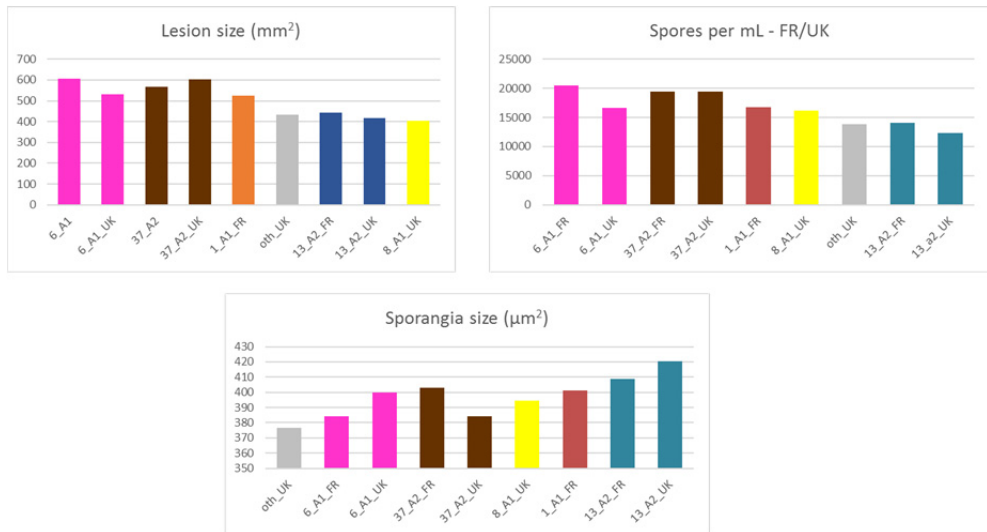 Lesion size (mm²)
700
600
500
400
300
200
100
0
6_A1
6_A1_UK
37_A2
37_A2_UK
1_A1_FR
oth_UK
13_A2_FR
13_A2_UK
8_A1_UK
Spores per mL - FR/UK
25000
20000
15000
10000
5000
0
6_A1_FR
6_A1_UK
37_A2_FR
37_A2_UK
1_A1_FR
8_A1_UK
oth_UK
13_A2_FR
13_a2_UK
Sporangia size (µm²)
430
420
410
400
390
380
370
360
350
oth_UK
6_A1_FR
6_A1_UK
37_A2_FR
37_A2_UK
8_A1_UK
1_A1_FR
13_A2_FR
13_A2_UK